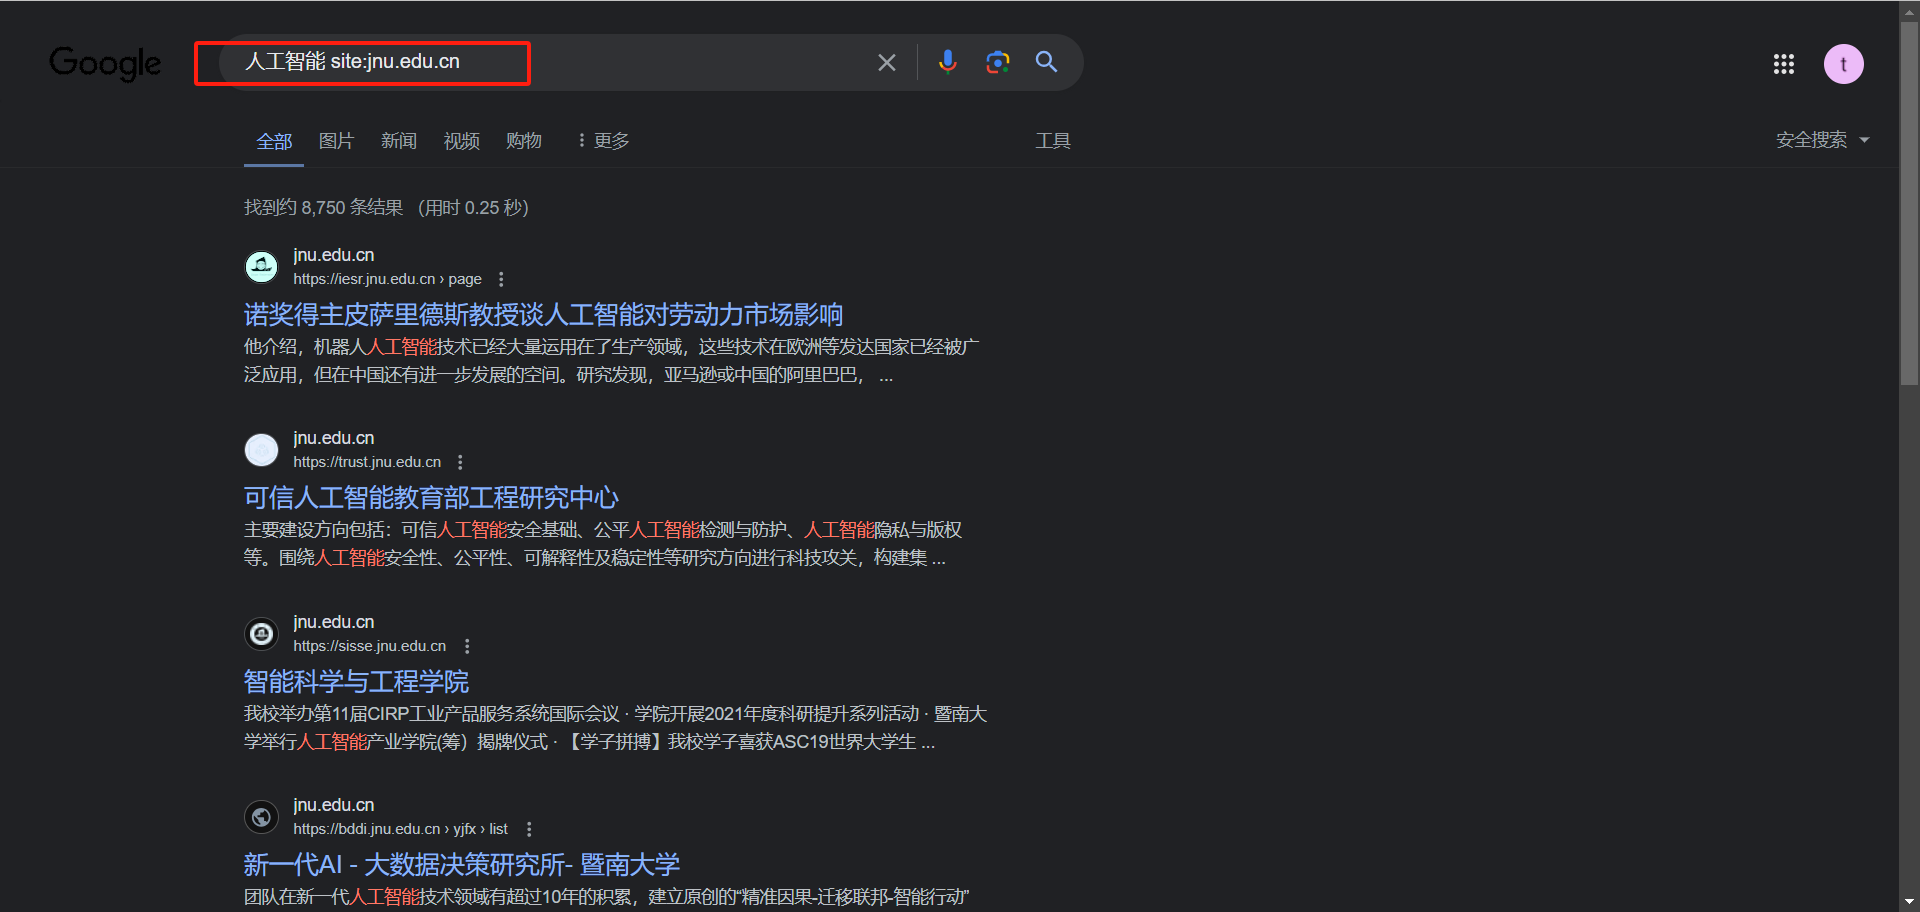 Google
人工智能 site:jnu.edu.cn
t
全部 图片 新闻 视频 购物 更多 工具 安全搜索
找到约 8,750 条结果 （用时 0.25 秒）
jnu.edu.cn
https://iesr.jnu.edu.cn › page
诺奖得主皮萨里德斯教授谈人工智能对劳动力市场影响
他介绍，机器人人工智能技术已经大量运用在了生产领域，这些技术在欧洲等发达国家已经被广
泛应用，但在中国还有进一步发展的空间。研究发现，亚马逊或中国的阿里巴巴， ...
jnu.edu.cn
https://trust.jnu.edu.cn
可信人工智能教育部工程研究中心
主要建设方向包括：可信人工智能安全基础、公平人工智能检测与防护、人工智能隐私与版权
等。围绕人工智能安全性、公平性、可解释性及稳定性等研究方向进行科技攻关，构建集 ...
jnu.edu.cn
https://sisse.jnu.edu.cn
智能科学与工程学院
我校举办第11届CIRP工业产品服务系统国际会议 · 学院开展2021年度科研提升系列活动 · 暨南大
学举行人工智能产业学院(筹）揭牌仪式 · 【学子拼搏】我校学子喜获ASC19世界大学生 ...
jnu.edu.cn
https://bddi.jnu.edu.cn › yjfx › list
新一代AI - 大数据决策研究所- 暨南大学
团队在新一代人工智能技术领域有超过10年的积累，建立原创的“精准因果-迁移联邦-智能行动”